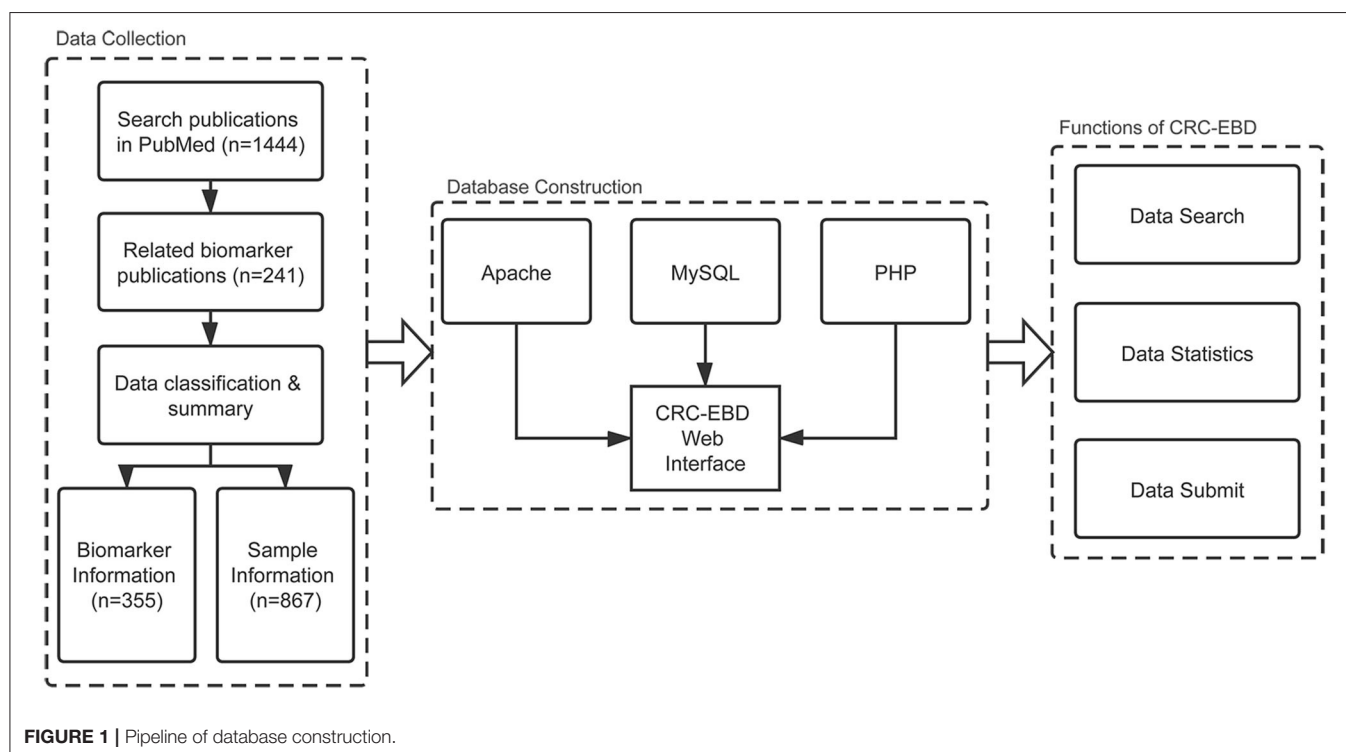 Data Collection
Search publications
in PubMed (n=1444)
Related biomarker
publications (n=241)
Data classification &
summary
Biomarker
Information
(n=355)
Sample
Information
(n=867)
Database Construction
Apache
MySQL
PHP
CRC-EBD
Web
Interface
Functions of CRC-EBD
Data Search
Data Statistics
Data Submit
FIGURE 1 | Pipeline of database construction.